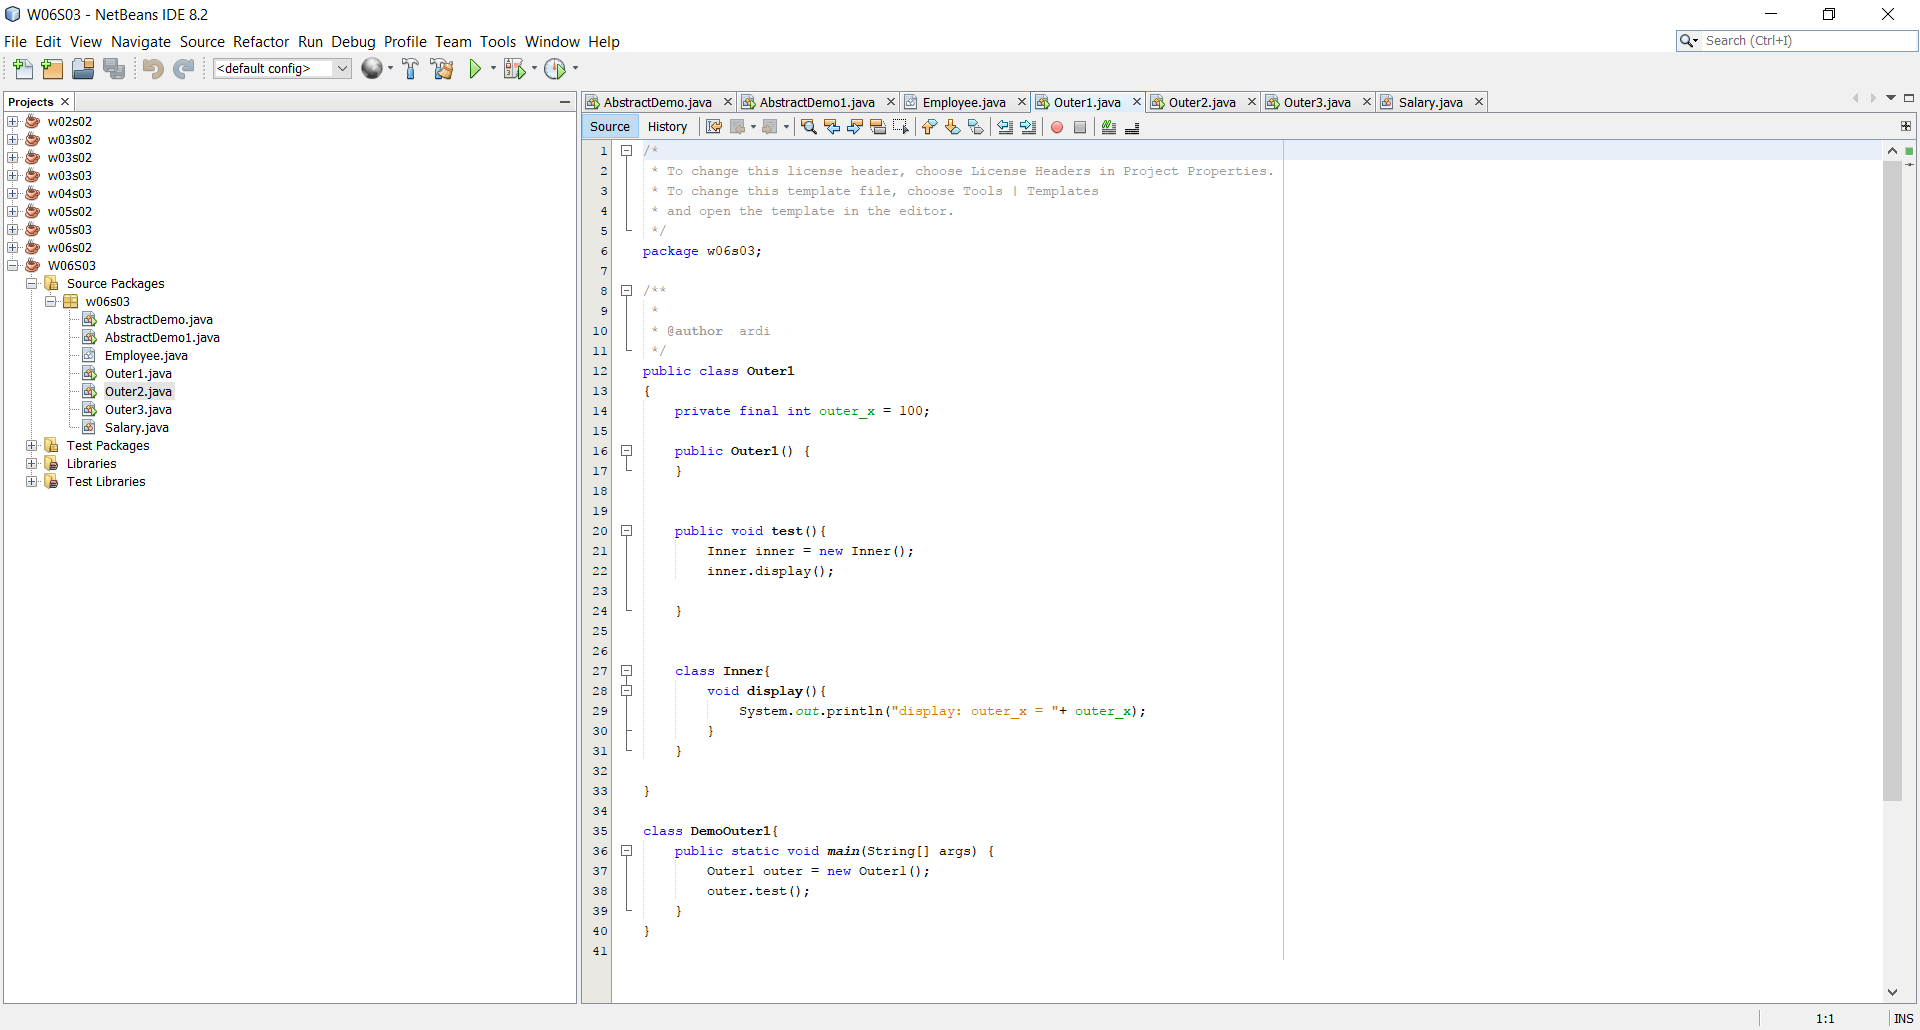 W06S03 - NetBeans IDE 8.2
File Edit View Navigate Source Refactor Run Debug Profile Team Tools Window Help
Search (Ctrl+I)
<default config>
Projects
w02s02
w03s02
w03s02
w03s03
w04s03
w05s02
w05s03
w06s02
W06S03
Source Packages
w06s03
AbstractDemo.java
AbstractDemo1.java
Employee.java
Outer1.java
Outer2.java
Outer3.java
Salary.java
Test Packages
Libraries
Test Libraries
AbstractDemo.java AbstractDemo1.java Employee.java Outer1.java Outer2.java Outer3.java Salary.java
Source History
1 /*
2 * To change this license header, choose License Headers in Project Properties.
3 * To change this template file, choose Tools | Templates
4 * and open the template in the editor.
5 */
6 package w06s03;
7
8 /**
9 *
10 * @author ardi
11 */
12 public class Outer1
13 {
14 private final int outer_x = 100;
15
16 public Outer1() {
17 }
18
19
20 public void test(){
21 Inner inner = new Inner();
22 inner.display();
23
24 }
25
26
27 class Inner{
28 void display(){
29 System.out.println("display: outer_x = "+ outer_x);
30 }
31 }
32
33 }
34
35 class DemoOuter1{
36 public static void main(String[] args) {
37 Outer1 outer = new Outer1();
38 outer.test();
39 }
40 }
41
1:1 INS